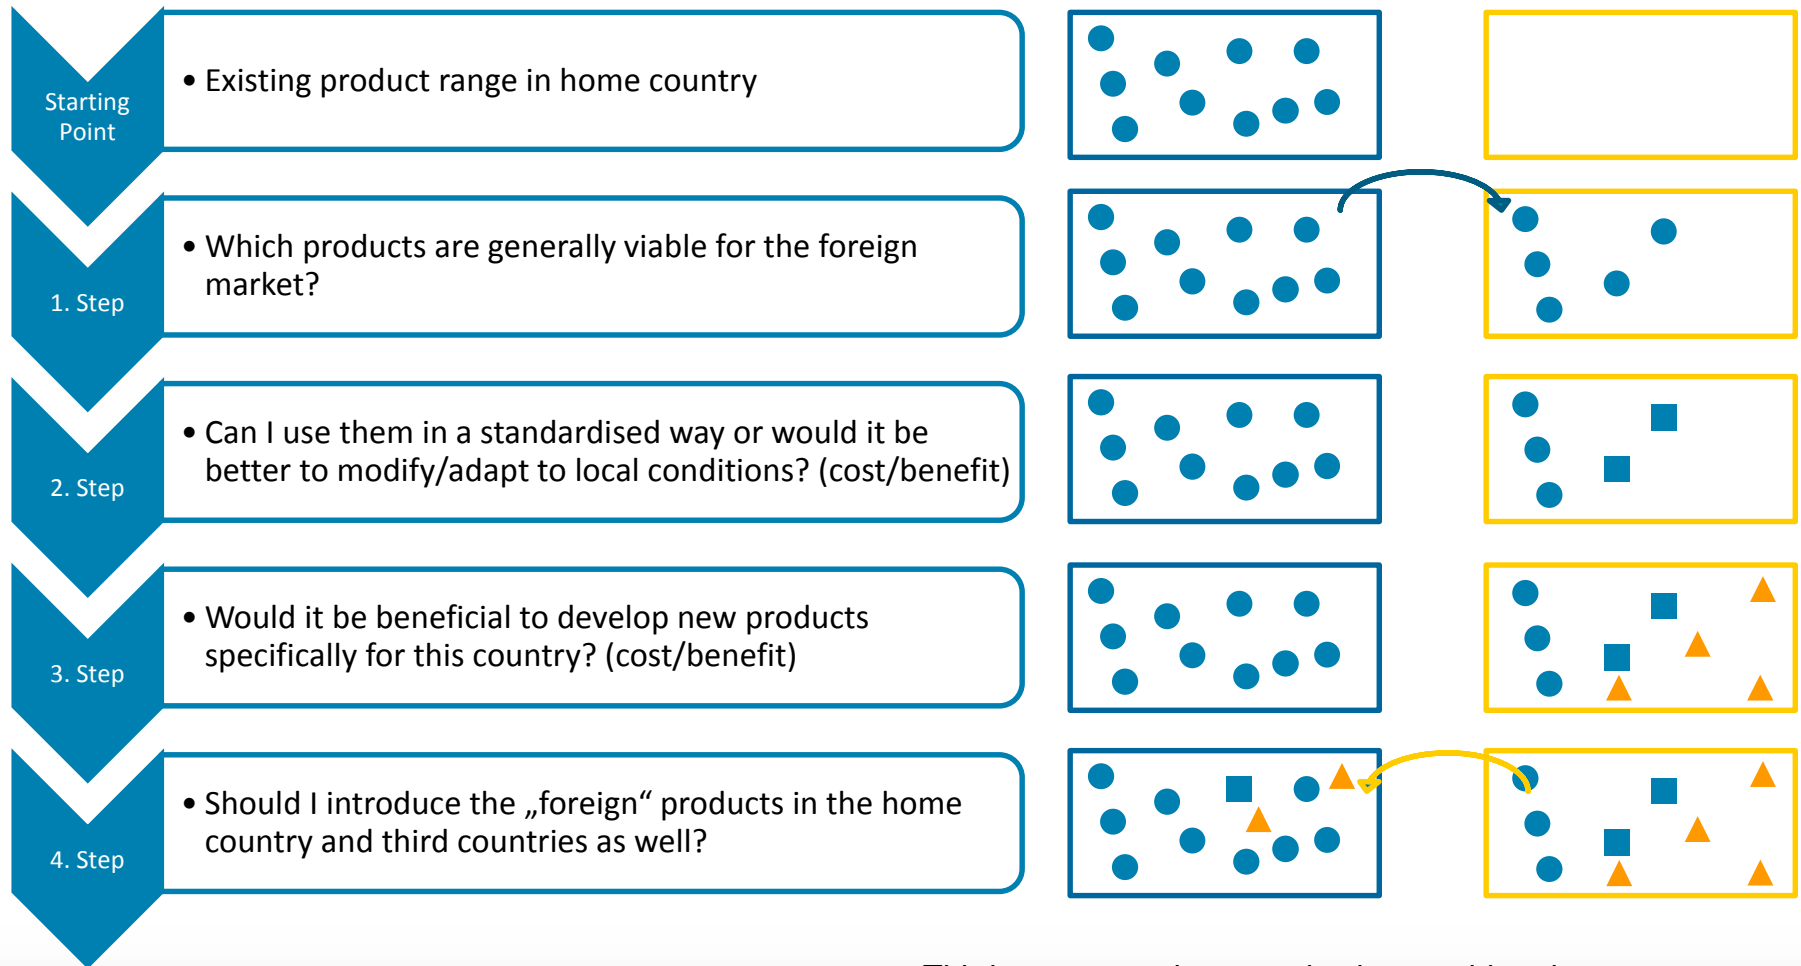 Starting
Point
• Existing product range in home country
1. Step
• Which products are generally viable for the foreign
market?
2. Step
• Can I use them in a standardised way or would it be
better to modify/adapt to local conditions? (cost/benefit)
3. Step
• Would it be beneficial to develop new products
specifically for this country? (cost/benefit)
4. Step
• Should I introduce the „foreign“ products in the home
country and third countries as well?